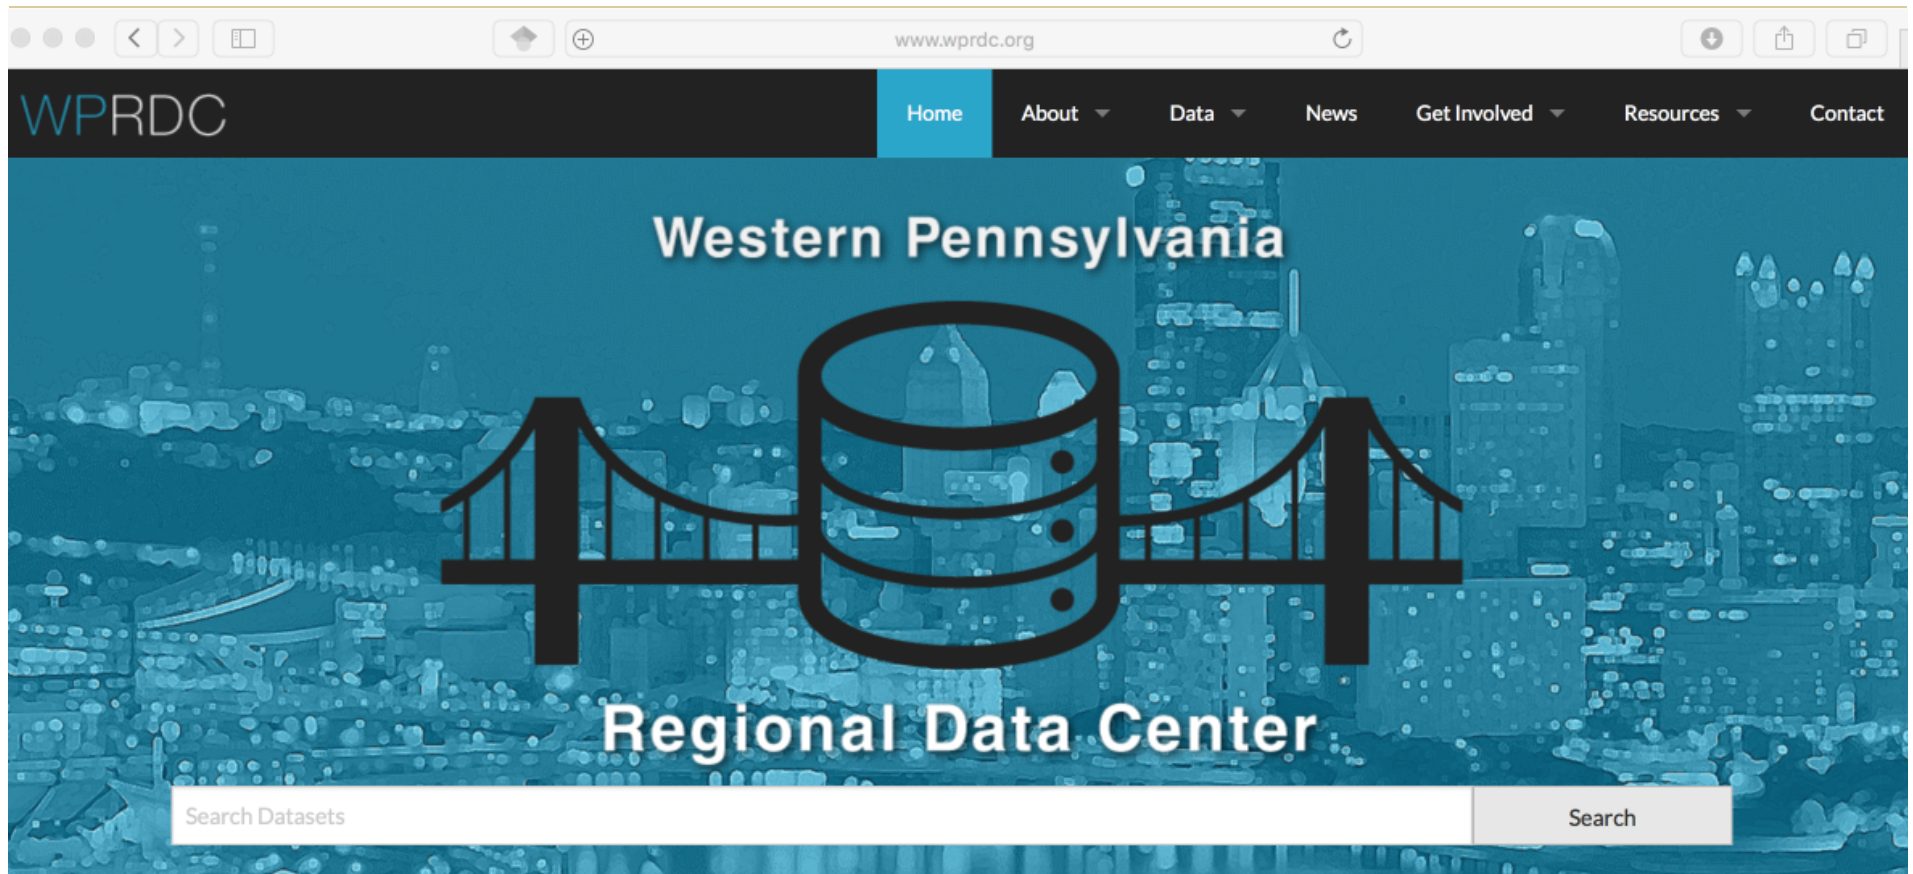 www.wprdc.org
WPRDC
Home About Data News Get Involved Resources Contact
Western Pennsylvania
Regional Data Center
Search Datasets Search